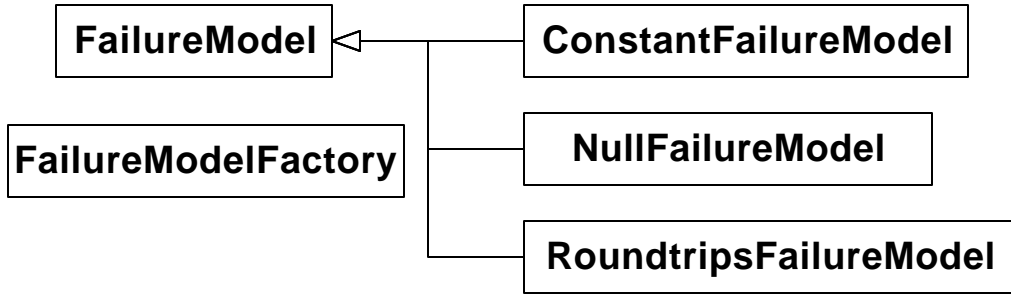 FailureModel
ConstantFailureModel
FailureModelFactory
NullFailureModel
RoundtripsFailureModel